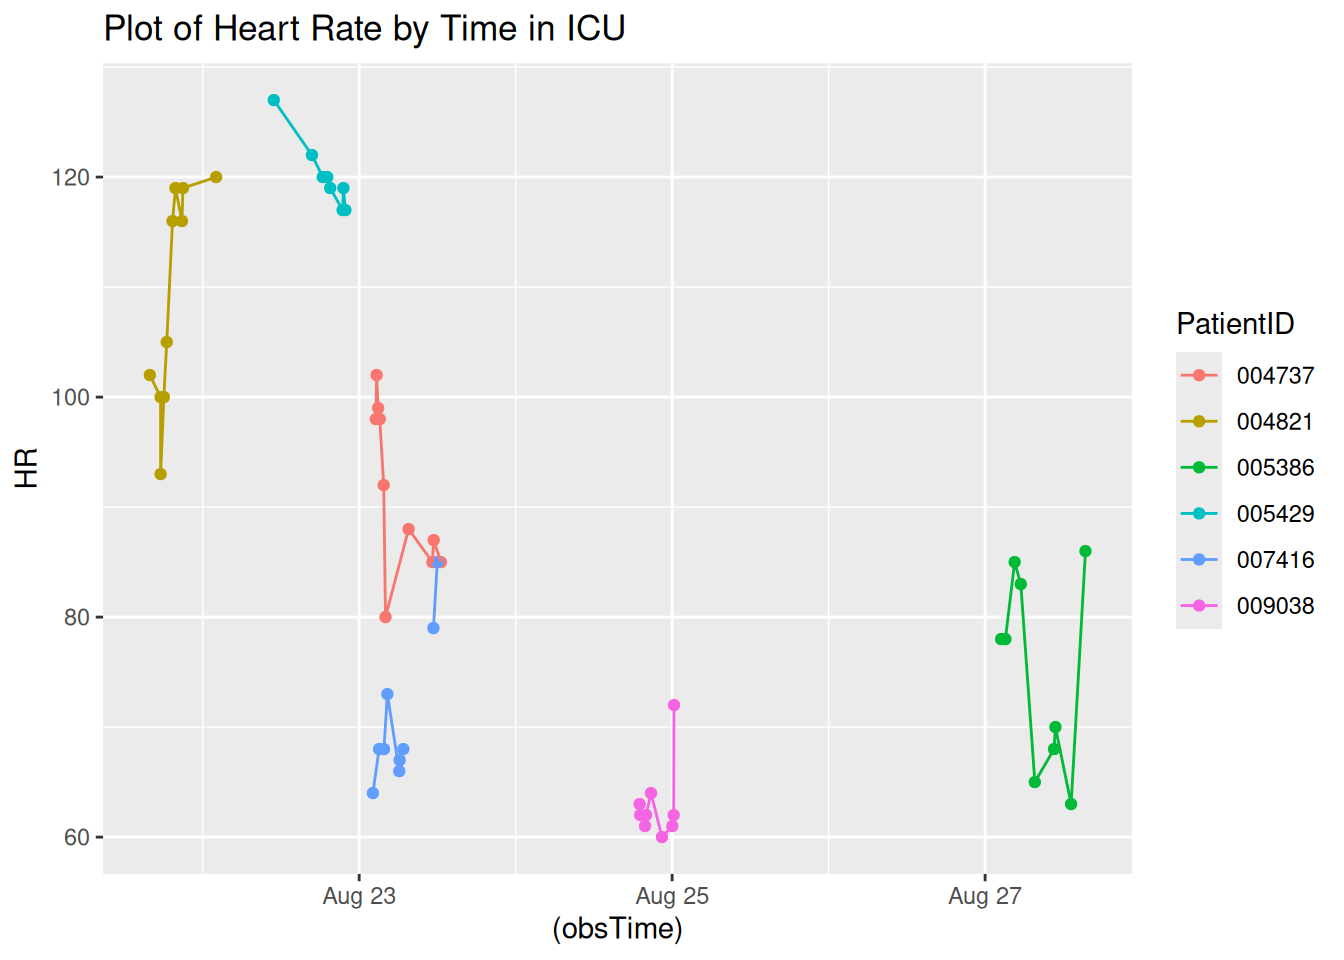 Plot of Heart Rate by Time in ICU
120
100
80
60
HR
Aug 23
Aug 25
Aug 27
(obsTime)
PatientID
004737
004821
005386
005429
007416
009038